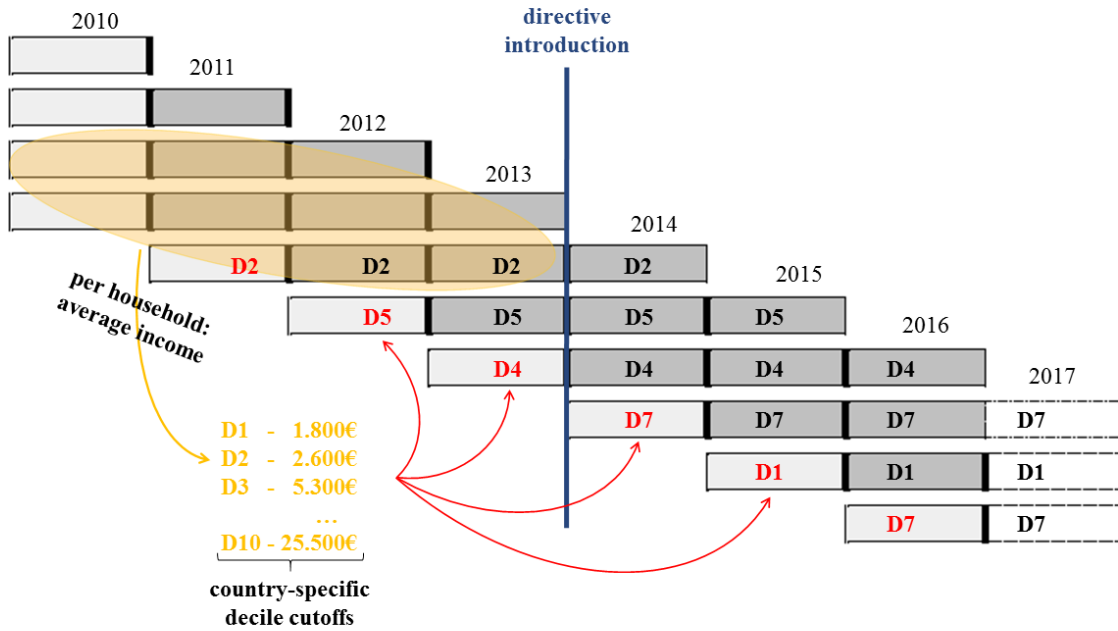 2010
directive
introduction
2011
2012
2013
2014
D2 D2 D2 D2
2015
per household:
average income
D5 D5 D5 D5
2016
D4 D4 D4 D4
2017
D7 D7 D7 D7
D1 - 1.800€
D2 - 2.600€
D3 - 5.300€
...
D10 - 25.500€
D1 D1 D1
D7 D7
country-specific
decile cutoffs